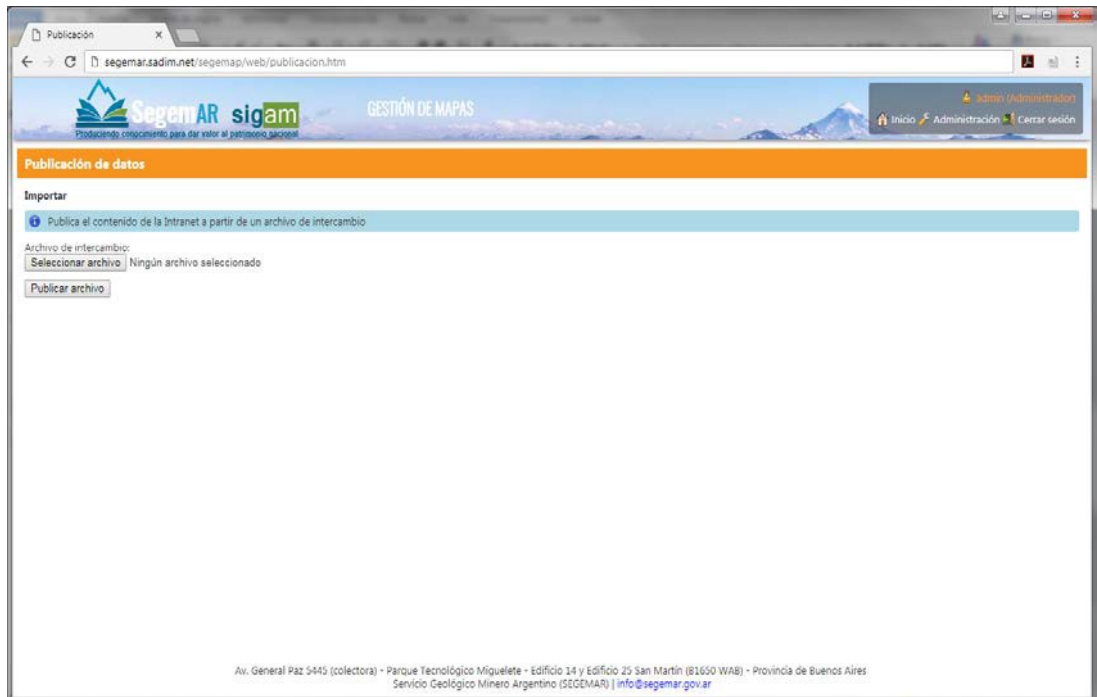 Publicación
segemar.sadim.net/segemap/web/publicacion.htm
SegemAR sigam
Produciendo conocimiento para dar valor al patrimonio nacional
GESTIÓN DE MAPAS
admin (Administrador)
Inicio Administración Cerrar sesión
Publicación de datos
Importar
Publica el contenido de la Intranet a partir de un archivo de intercambio
Archivo de intercambio:
Seleccionar archivo Ningún archivo seleccionado
Publicar archivo
Av. General Paz 5445 (colectora) - Parque Tecnológico Miguelete - Edificio 14 y Edificio 25 San Martín (B1650 WAB) - Provincia de Buenos Aires
Servicio Geológico Minero Argentino (SEGEMAR) | info@segemar.gov.ar